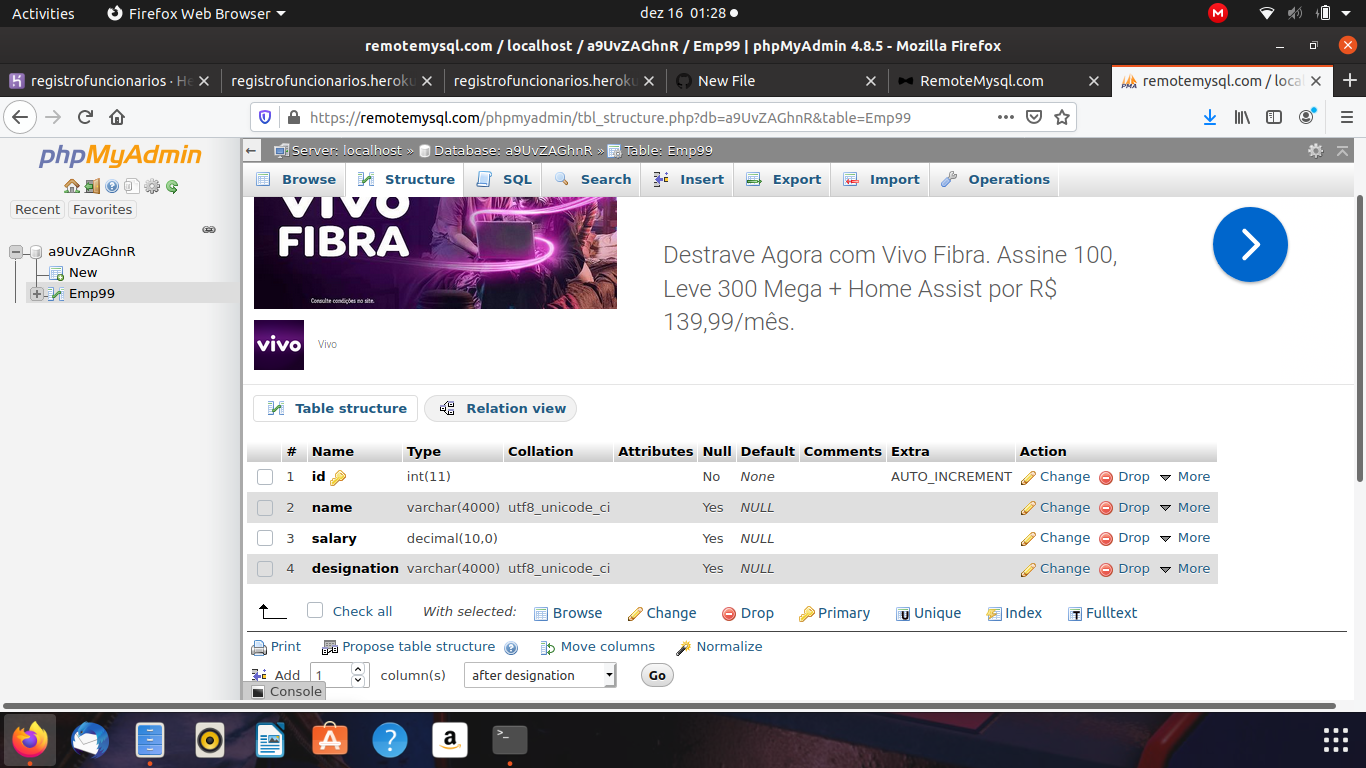 Activities Firefox Web Browser dez 16 01:28
remotemysql.com / localhost / a9UvZAGhnR / Emp99 | phpMyAdmin 4.8.5 - Mozilla Firefox
registrofuncionarios · He registrofuncionarios.heroku registrofuncionarios.heroku New File RemoteMysql.com remotemysql.com / local
https://remotemysql.com/phpmyadmin/tbl_structure.php?db=a9UvZAGhnR&table=Emp99
phpMyAdmin
Recent Favorites
a9UvZAGhnR
New
Emp99
Server: localhost » Database: a9UvZAGhnR » Table: Emp99
Browse Structure SQL Search Insert Export Import Operations
VIVO
FIBRA
Consulte condições no site.
Destrave Agora com Vivo Fibra. Assine 100,
Leve 300 Mega + Home Assist por R$
139,99/mês.
vivo Vivo
Table structure Relation view
# Name Type Collation Attributes Null Default Comments Extra Action
1 id int(11) No None AUTO_INCREMENT Change Drop More
2 name varchar(4000) utf8_unicode_ci Yes NULL Change Drop More
3 salary decimal(10,0) Yes NULL Change Drop More
4 designation varchar(4000) utf8_unicode_ci Yes NULL Change Drop More
Check all With selected: Browse Change Drop Primary Unique Index Fulltext
Print Propose table structure Move columns Normalize
Add 1 column(s) after designation Go
Console